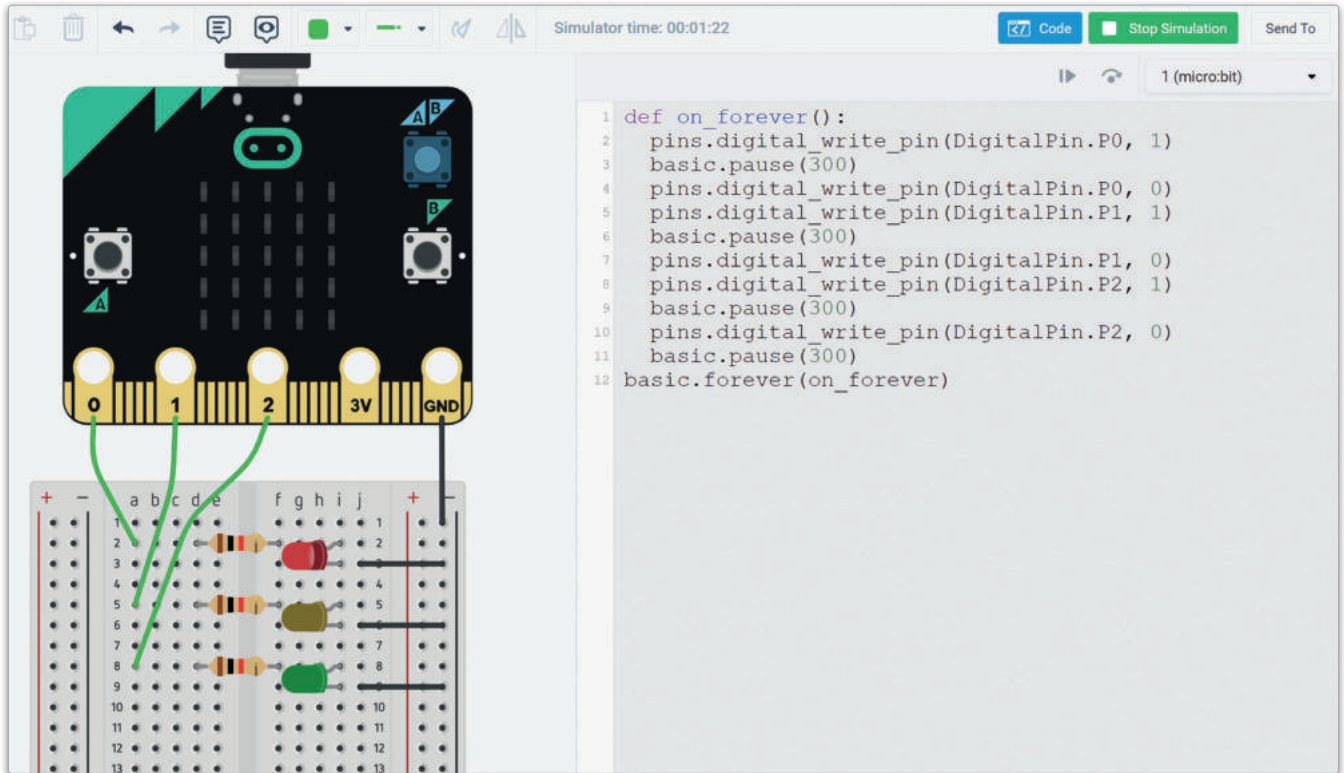 Simulator time: 00:01:22
Code
Stop Simulation
Send To
1 (micro:bit)
A B
B
A
0 1 2 3V GND
1 def on_forever():
2 pins.digital_write_pin(DigitalPin.P0, 1)
3 basic.pause(300)
4 pins.digital_write_pin(DigitalPin.P0, 0)
5 pins.digital_write_pin(DigitalPin.P1, 1)
6 basic.pause(300)
7 pins.digital_write_pin(DigitalPin.P1, 0)
8 pins.digital_write_pin(DigitalPin.P2, 1)
9 basic.pause(300)
10 pins.digital_write_pin(DigitalPin.P2, 0)
11 basic.pause(300)
12 basic.forever(on_forever)
+ − a b c d e f g h i j + −
1 1
2 2
3 3
4 4
5 5
6 6
7 7
8 8
9 9
10 10
11 11
12 12
13 13